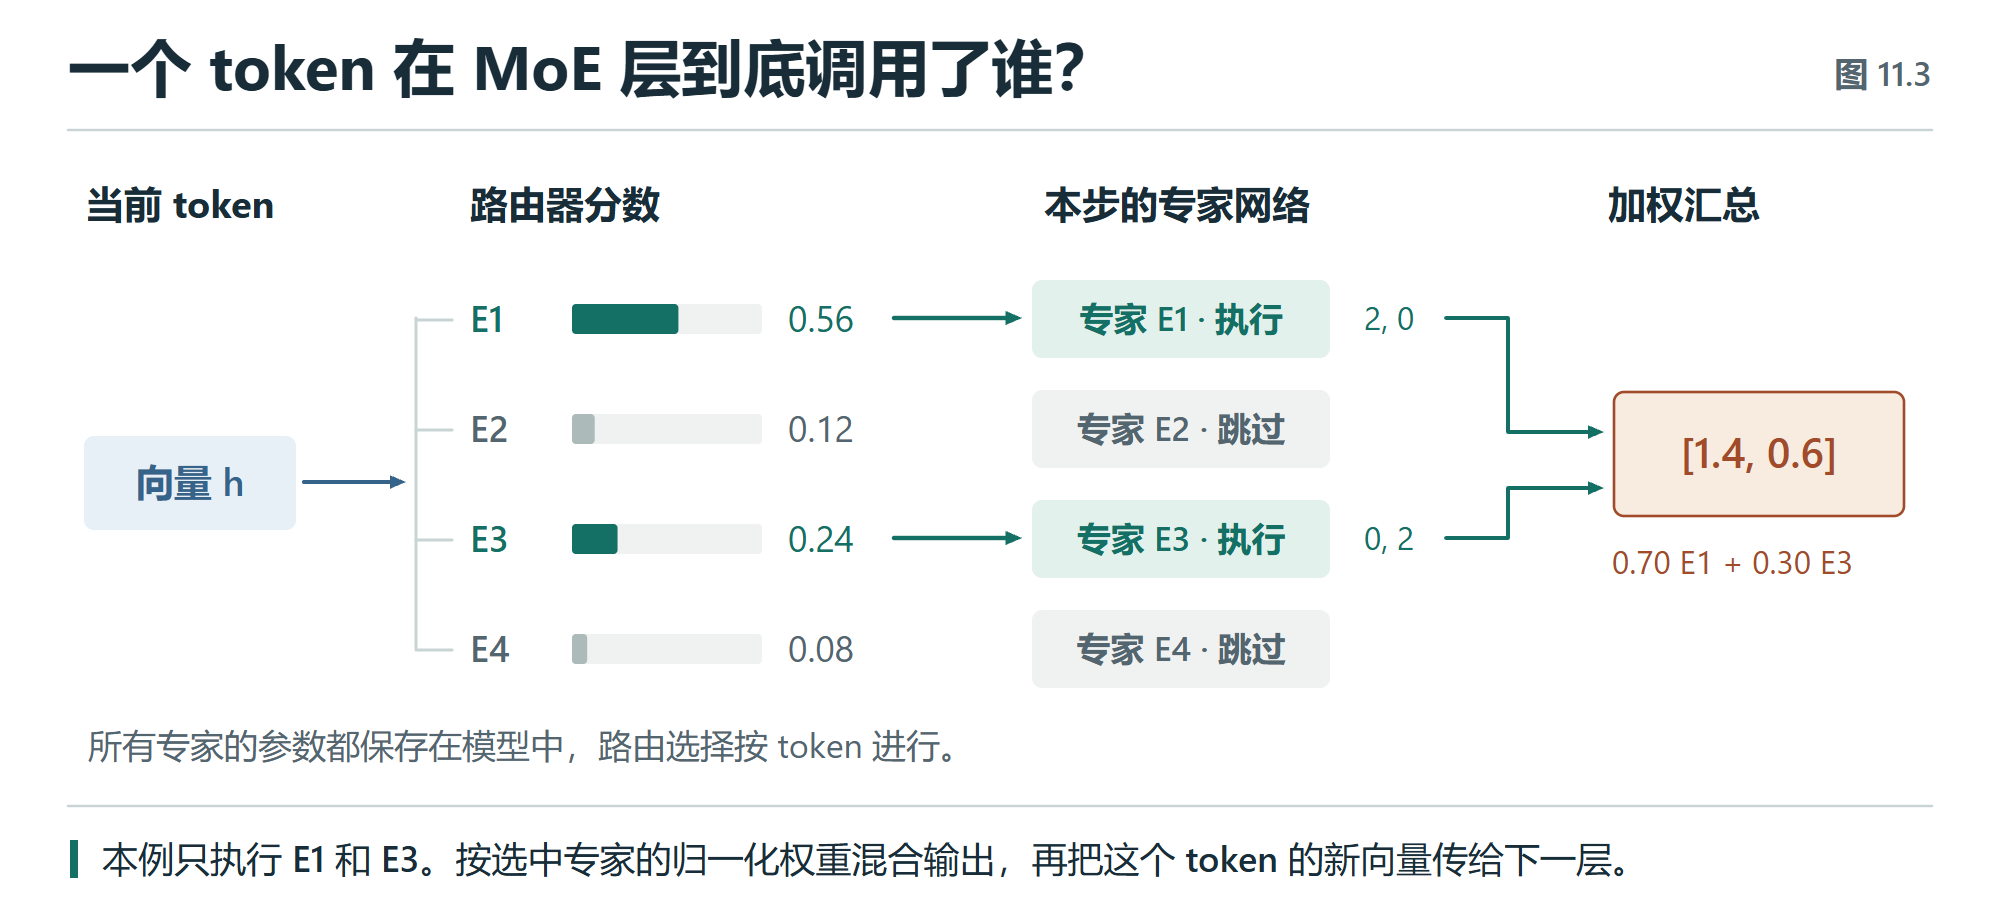 一个 token 在 MoE 层到底调用了谁？
图 11.3
当前 token
路由器分数
本步的专家网络
加权汇总
向量 h
E1
0.56
专家 E1 · 执行
2, 0
E2
0.12
专家 E2 · 跳过
E3
0.24
专家 E3 · 执行
0, 2
E4
0.08
专家 E4 · 跳过
[1.4, 0.6]
0.70 E1 + 0.30 E3
所有专家的参数都保存在模型中，路由选择按 token 进行。
本例只执行 E1 和 E3。按选中专家的归一化权重混合输出，再把这个 token 的新向量传给下一层。